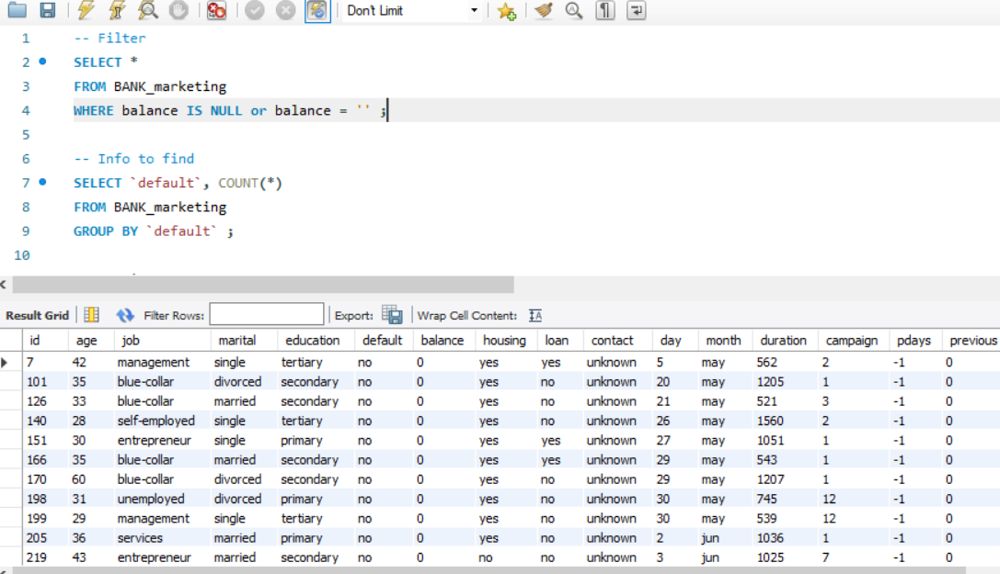 Don't Limit
1 -- Filter
2 SELECT *
3 FROM BANK_marketing
4 WHERE balance IS NULL or balance = '' ;
5
6 -- Info to find
7 SELECT `default`, COUNT(*)
8 FROM BANK_marketing
9 GROUP BY `default` ;
10
Result Grid Filter Rows: Export: Wrap Cell Content:
id age job marital education default balance housing loan contact day month duration campaign pdays previous
7 42 management single tertiary no 0 yes yes unknown 5 may 562 2 -1 0
101 35 blue-collar divorced secondary no 0 yes no unknown 20 may 1205 1 -1 0
126 33 blue-collar married secondary no 0 yes no unknown 21 may 521 3 -1 0
140 28 self-employed single tertiary no 0 yes no unknown 26 may 1560 2 -1 0
151 30 entrepreneur single primary no 0 yes yes unknown 27 may 1051 1 -1 0
166 35 blue-collar married secondary no 0 yes yes unknown 29 may 543 1 -1 0
170 60 blue-collar divorced secondary no 0 yes no unknown 29 may 1207 1 -1 0
198 31 unemployed divorced primary no 0 yes no unknown 30 may 745 12 -1 0
199 29 management single tertiary no 0 yes no unknown 30 may 539 12 -1 0
205 36 services married primary no 0 yes no unknown 2 jun 1036 1 -1 0
219 43 entrepreneur married secondary no 0 no no unknown 3 jun 1025 7 -1 0